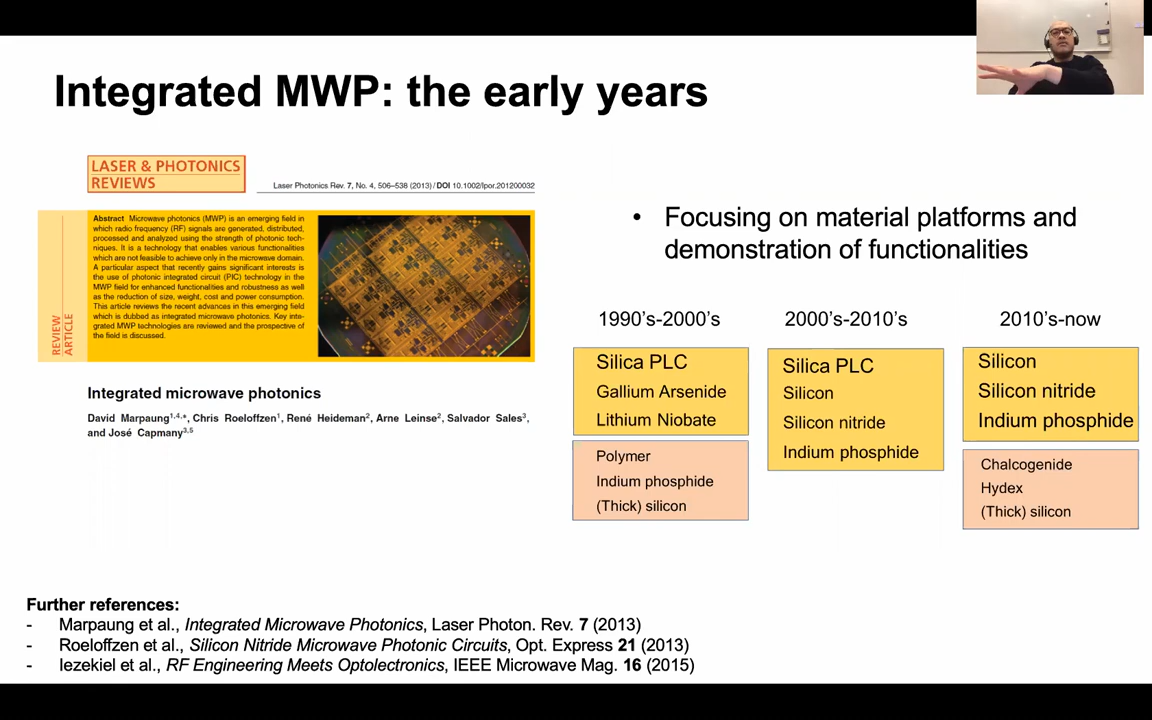 Integrated MWP: the early years
LASER & PHOTONICS
REVIEWS
Laser Photonics Rev. 7, No. 4, 506–538 (2013) / DOI 10.1002/lpor.201200032
REVIEW
ARTICLE
Abstract Microwave photonics (MWP) is an emerging field in
which radio frequency (RF) signals are generated, distributed,
processed and analyzed using the strength of photonic tech-
niques. It is a technology that enables various functionalities
which are not feasible to achieve only in the microwave domain.
A particular aspect that recently gains significant interests is
the use of photonic integrated circuit (PIC) technology in the
MWP field for enhanced functionalities and robustness as well
as the reduction of size, weight, cost and power consumption.
This article reviews the recent advances in this emerging field
which is dubbed as integrated microwave photonics. Key inte-
grated MWP technologies are reviewed and the prospective of
the field is discussed.
Integrated microwave photonics
David Marpaung1,4,*, Chris Roeloffzen1, René Heideman2, Arne Leinse2, Salvador Sales3,
and José Capmany3,5
• Focusing on material platforms and
demonstration of functionalities
1990's-2000's
Silica PLC
Gallium Arsenide
Lithium Niobate
Polymer
Indium phosphide
(Thick) silicon
2000's-2010's
Silica PLC
Silicon
Silicon nitride
Indium phosphide
2010's-now
Silicon
Silicon nitride
Indium phosphide
Chalcogenide
Hydex
(Thick) silicon
Further references:
- Marpaung et al., Integrated Microwave Photonics, Laser Photon. Rev. 7 (2013)
- Roeloffzen et al., Silicon Nitride Microwave Photonic Circuits, Opt. Express 21 (2013)
- Iezekiel et al., RF Engineering Meets Optolectronics, IEEE Microwave Mag. 16 (2015)